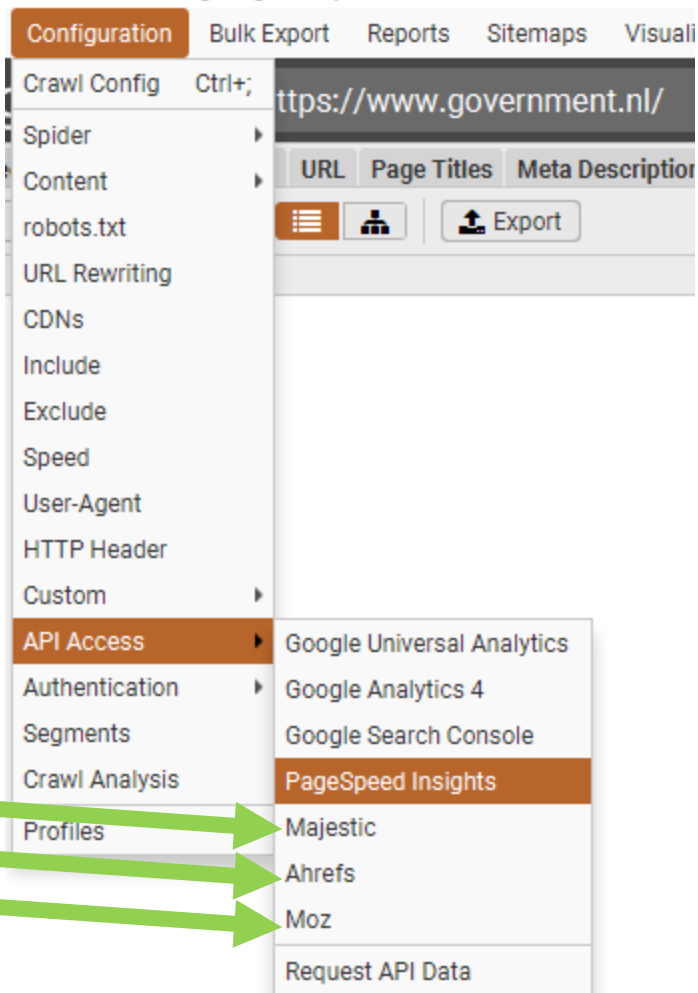 Configuration Bulk Export Reports Sitemaps Visuali
Crawl Config Ctrl+; ttps://www.government.nl/
Spider
URL Page Titles Meta Description
Content
robots.txt Export
URL Rewriting
CDNs
Include
Exclude
Speed
User-Agent
HTTP Header
Custom
API Access Google Universal Analytics
Authentication Google Analytics 4
Segments Google Search Console
Crawl Analysis PageSpeed Insights
Profiles Majestic
Ahrefs
Moz
Request API Data